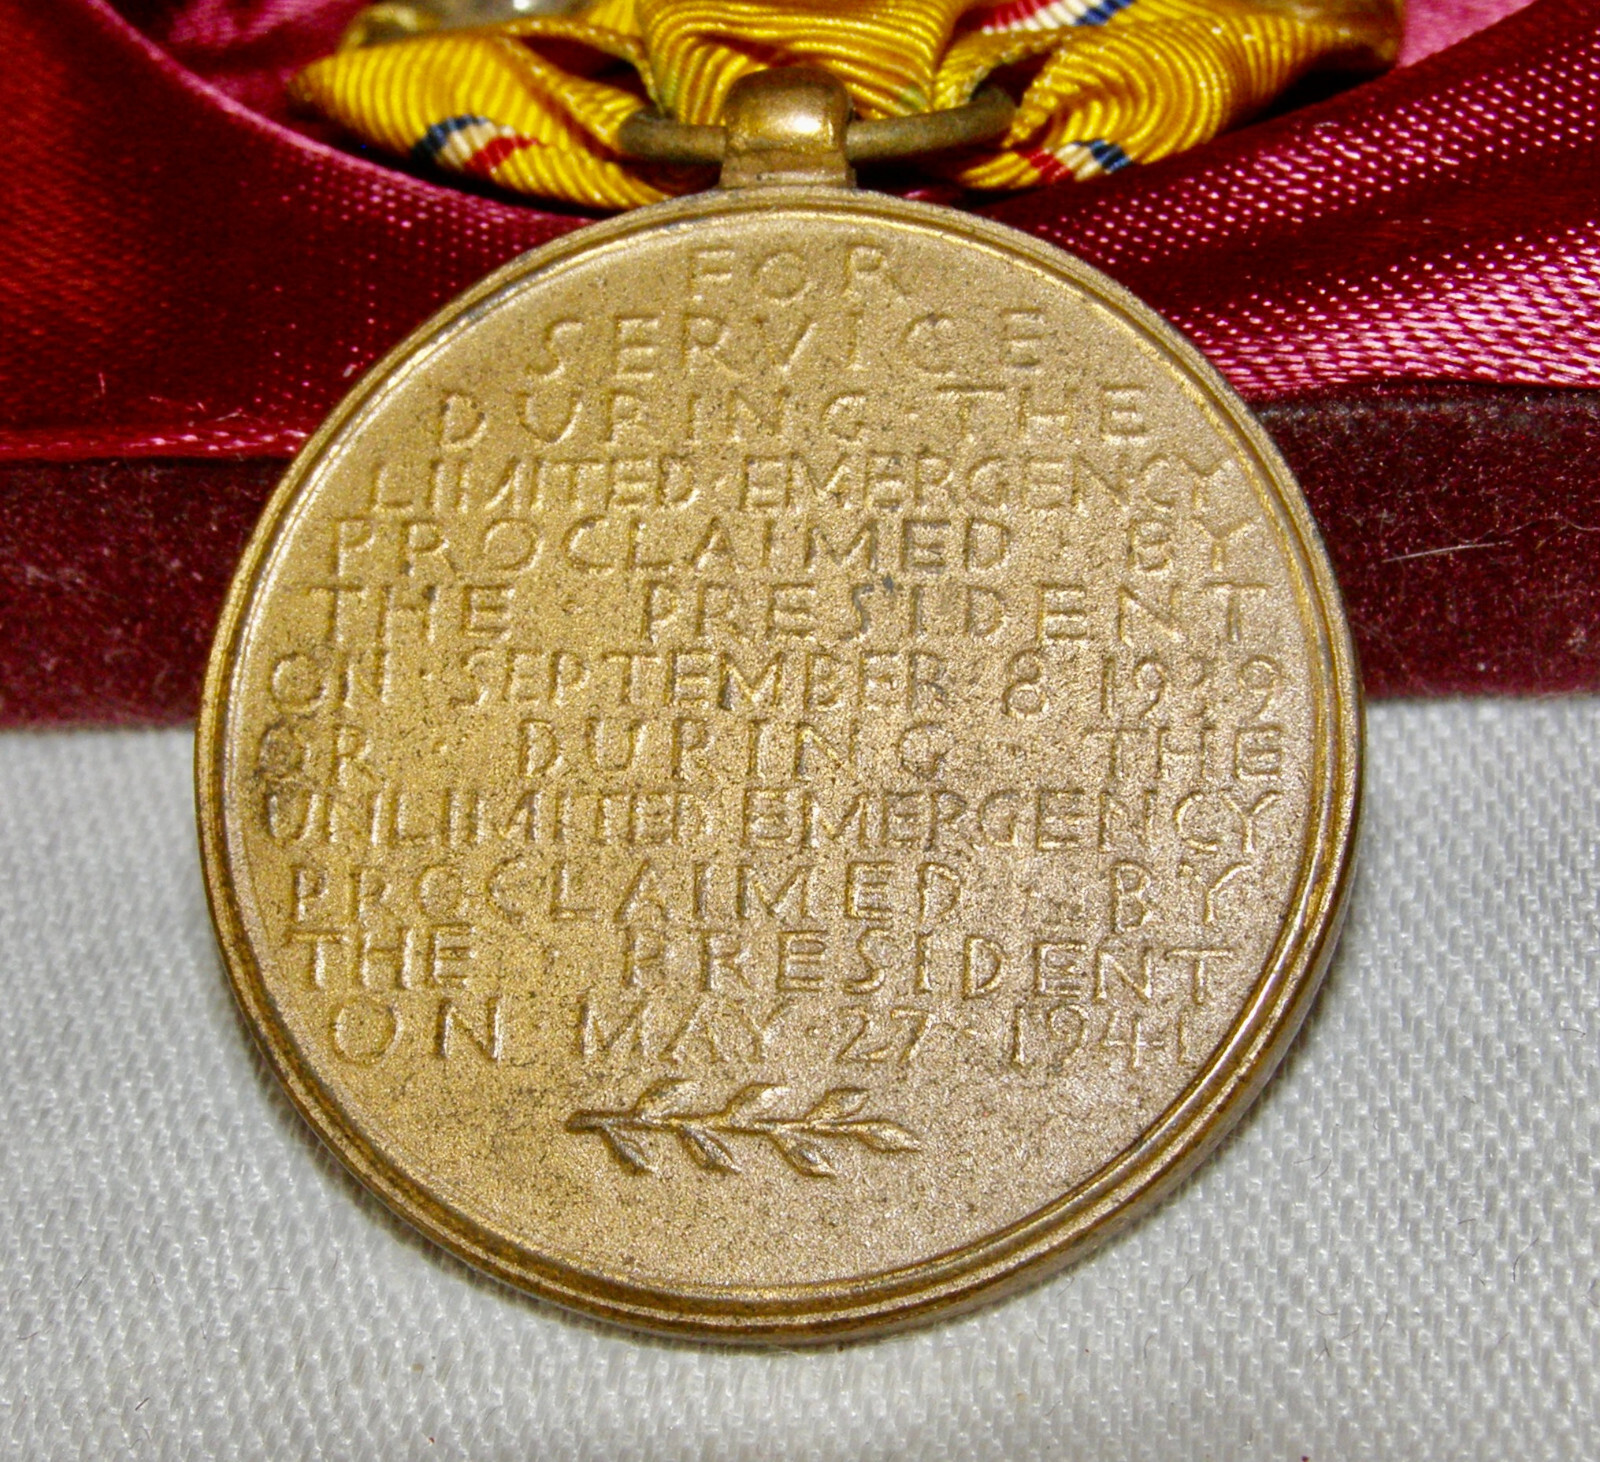 FOR
SERVICE
DURING·THE
LIMITED·EMERGENCY
PROCLAIMED · BY
THE · PRESIDENT
ON·SEPTEMBER·8·1939
OR · DURING · THE
UNLIMITED EMERGENCY
PROCLAIMED · BY
THE · PRESIDENT
ON MAY·27·1941